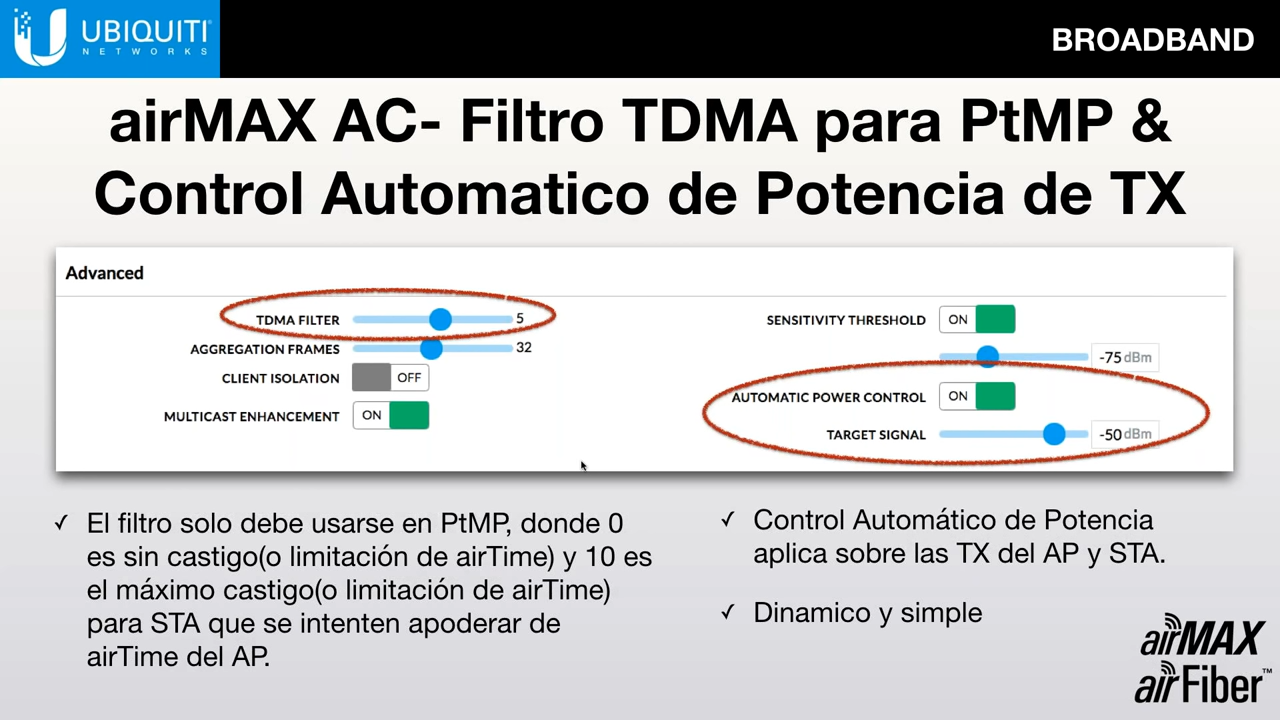 UBIQUITI
NETWORKS
BROADBAND
airMAX AC- Filtro TDMA para PtMP &
Control Automatico de Potencia de TX
Advanced
TDMA FILTER 5
AGGREGATION FRAMES 32
CLIENT ISOLATION OFF
MULTICAST ENHANCEMENT ON
SENSITIVITY THRESHOLD ON
-75 dBm
AUTOMATIC POWER CONTROL ON
TARGET SIGNAL -50 dBm
✓ El filtro solo debe usarse en PtMP, donde 0
es sin castigo(o limitación de airTime) y 10 es
el máximo castigo(o limitación de airTime)
para STA que se intenten apoderar de
airTime del AP.
✓ Control Automático de Potencia
aplica sobre las TX del AP y STA.
✓ Dinamico y simple
airMAX
airFiber™